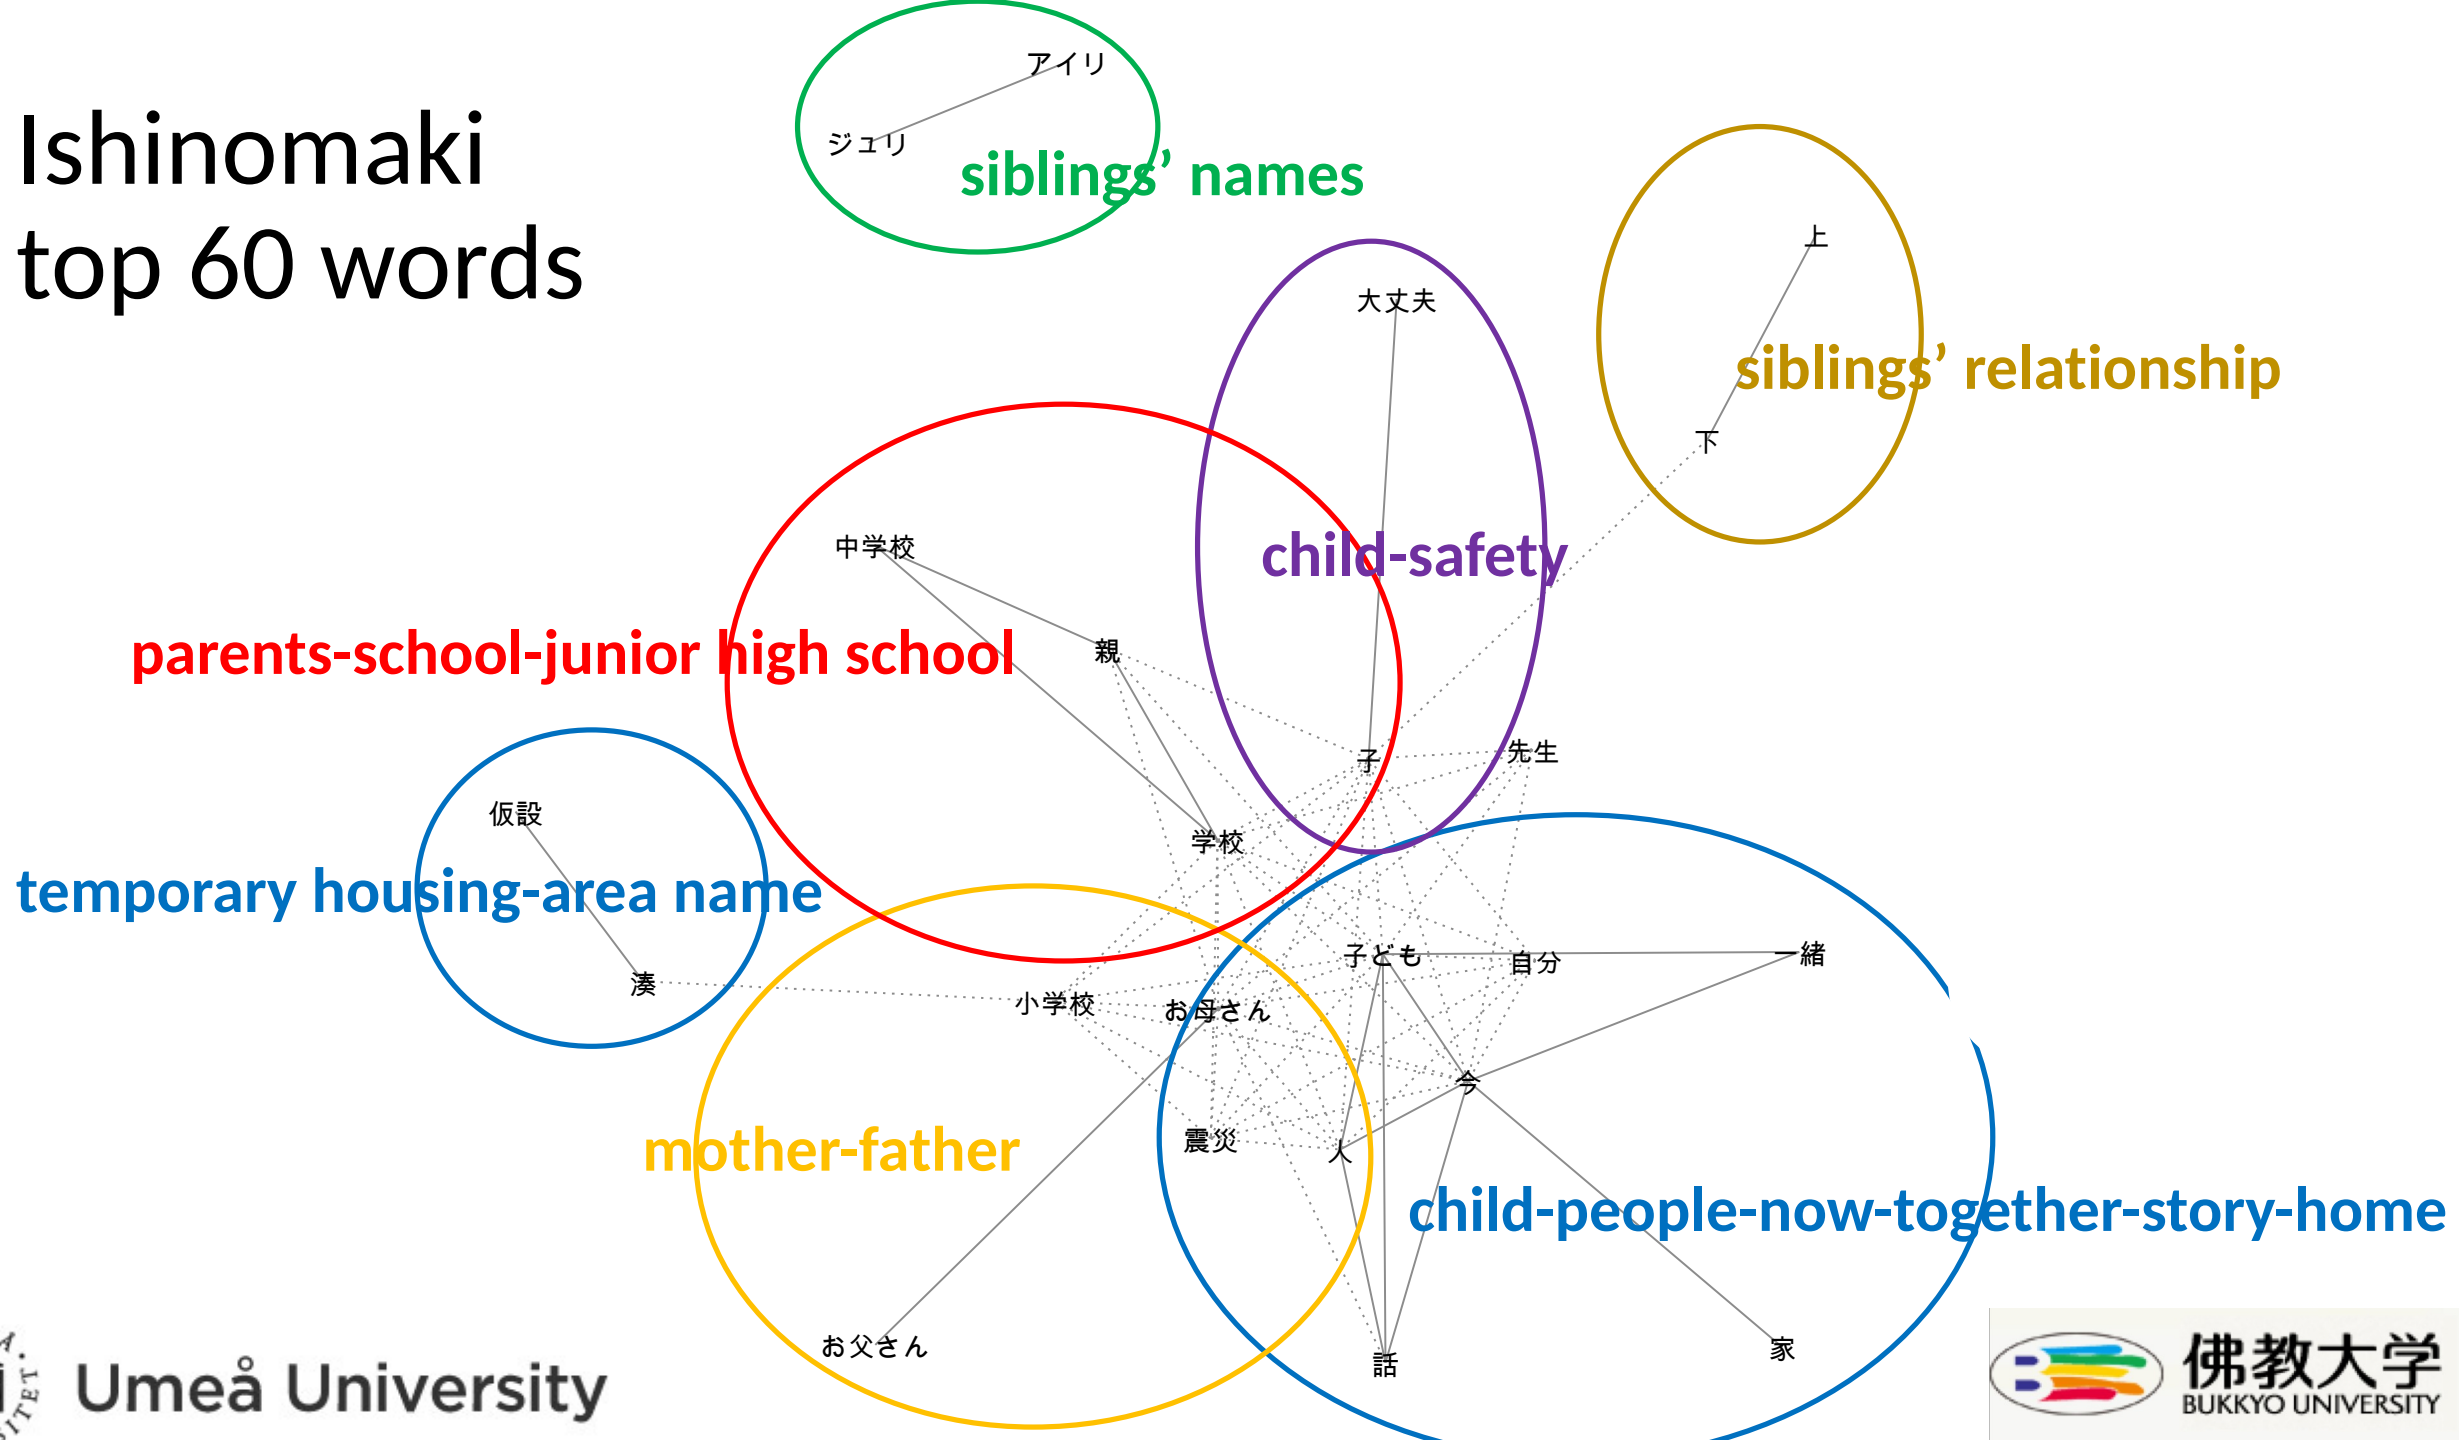 Ishinomaki
top 60 words
アイリ
ジュリ
siblings’ names
上
大丈夫
siblings’ relationship
下
中学校
child-safety
親
parents-school-junior high school
子
先生
仮設
学校
temporary housing-area name
子ども
自分
一緒
湊
小学校
お母さん
今
震災
人
mother-father
child-people-now-together-story-home
お父さん
話
家
Umeå University
佛教大学
BUKKYO UNIVERSITY